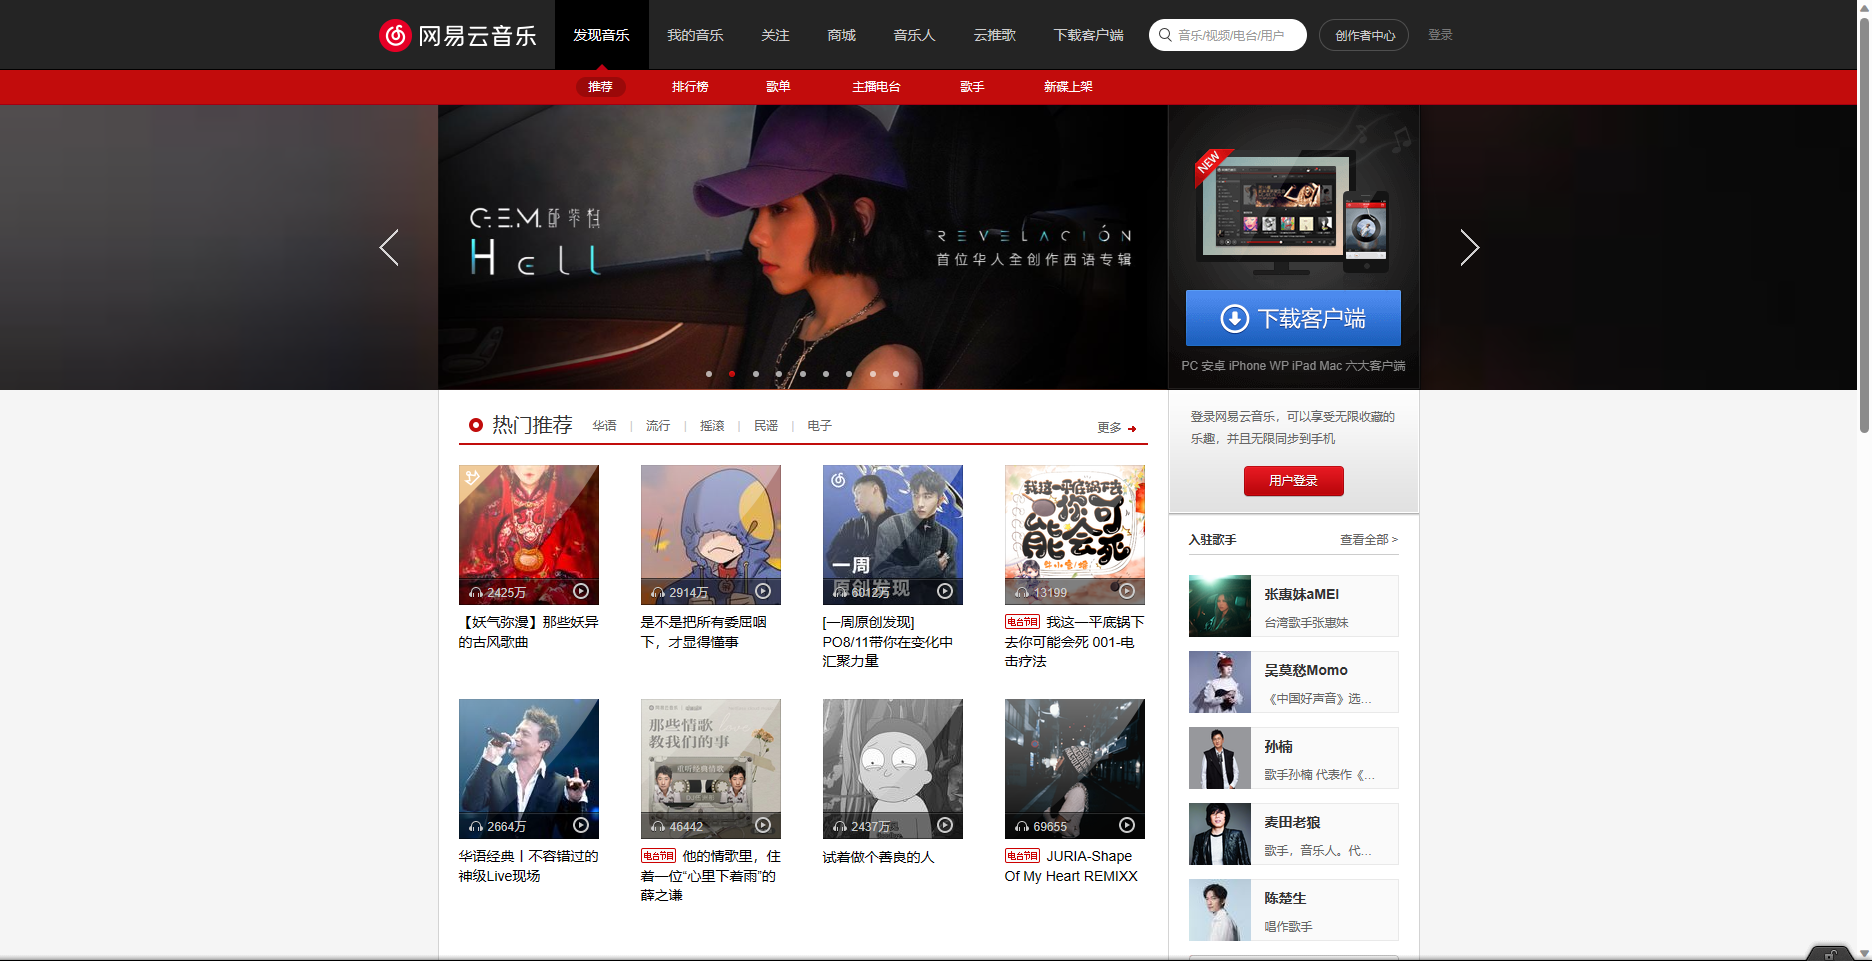 网易云音乐
发现音乐
我的音乐
关注
商城
音乐人
云推歌
下载客户端
音乐/视频/电台/用户
创作者中心
登录
推荐
排行榜
歌单
主播电台
歌手
新碟上架
G.E.M.邓紫棋
Hell
REVELACIÓN
首位华人全创作西语专辑
NEW
下载客户端
PC 安卓 iPhone WP iPad Mac 六大客户端
热门推荐
华语 | 流行 | 摇滚 | 民谣 | 电子
更多
2425万
【妖气弥漫】那些妖异
的古风歌曲
2914万
是不是把所有委屈咽
下，才显得懂事
一周
原创发现
6012万
[一周原创发现]
PO8/11带你在变化中
汇聚力量
我这一平底锅下去
你可
能会死
13199
电台节目 我这一平底锅下
去你可能会死 001-电
击疗法
2664万
华语经典丨不容错过的
神级Live现场
网易云音乐
那些情歌
教我们的事
重听经典情歌
46442
电台节目 他的情歌里，住
着一位“心里下着雨”的
薛之谦
2437万
试着做个善良的人
69655
电台节目 JURIA-Shape
Of My Heart REMIXX
登录网易云音乐，可以享受无限收藏的
乐趣，并且无限同步到手机
用户登录
入驻歌手
查看全部 >
张惠妹aMEI
台湾歌手张惠妹
吴莫愁Momo
《中国好声音》选...
孙楠
歌手孙楠 代表作《...
麦田老狼
歌手，音乐人。代...
陈楚生
唱作歌手